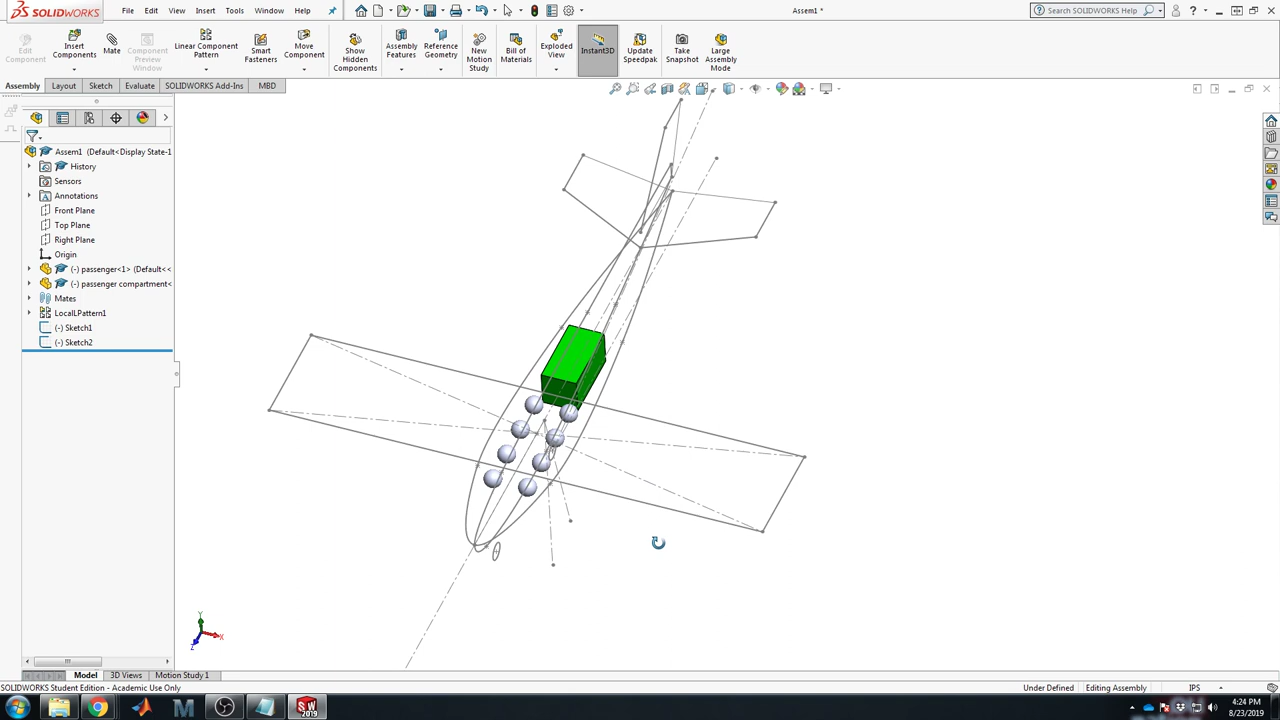 SOLIDWORKS File Edit View Insert Tools Window Help Assem1 * Search SOLIDWORKS Help
Edit Component
Insert Components
Mate
Component Preview Window
Linear Component Pattern
Smart Fasteners
Move Component
Show Hidden Components
Assembly Features
Reference Geometry
New Motion Study
Bill of Materials
Exploded View
Instant3D
Update Speedpak
Take Snapshot
Large Assembly Mode
Assembly Layout Sketch Evaluate SOLIDWORKS Add-Ins MBD
Assem1 (Default<Display State-1
History
Sensors
Annotations
Front Plane
Top Plane
Right Plane
Origin
(-) passenger<1> (Default<<
(-) passenger compartment<
Mates
LocalLPattern1
(-) Sketch1
(-) Sketch2
Y
X
Z
Model 3D Views Motion Study 1
SOLIDWORKS Student Edition - Academic Use Only Under Defined Editing Assembly IPS
SW 2019
4:24 PM
8/23/2019